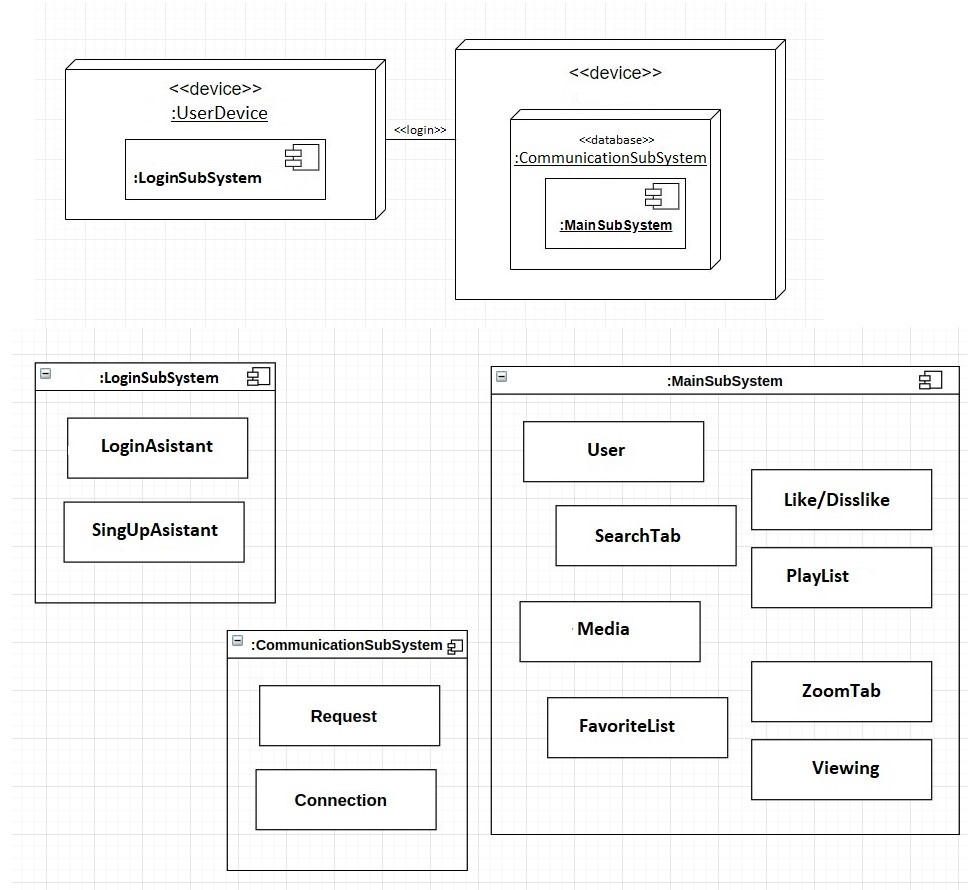 <<device>>
:UserDevice
:LoginSubSystem
<<login>>
<<device>>
<<database>>
:CommunicationSubSystem
:MainSubSystem
:LoginSubSystem
LoginAsistant
SingUpAsistant
:CommunicationSubSystem
Request
Connection
:MainSubSystem
User
Like/Disslike
SearchTab
PlayList
Media
ZoomTab
FavoriteList
Viewing